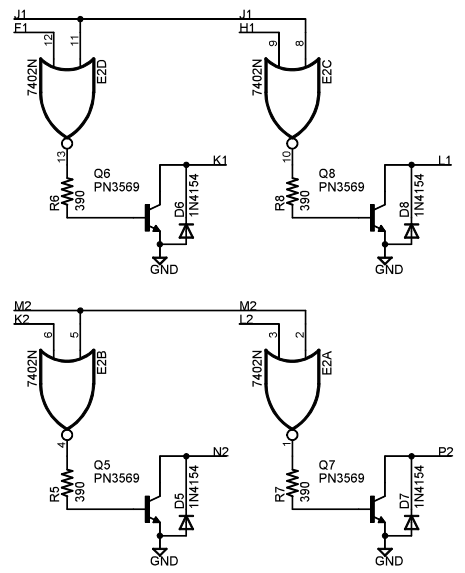 J1 J1
F1 H1
12 11 9 8
7402N E2D 7402N E2C
13 10
Q6 Q8
PN3569 PN3569
K1 L1
R6 390 D6 1N4154 R8 390 D8 1N4154
GND GND
M2 M2
K2 L2
6 5 3 2
7402N E2B 7402N E2A
4 1
Q5 Q7
PN3569 PN3569
N2 P2
R5 390 D5 1N4154 R7 390 D7 1N4154
GND GND